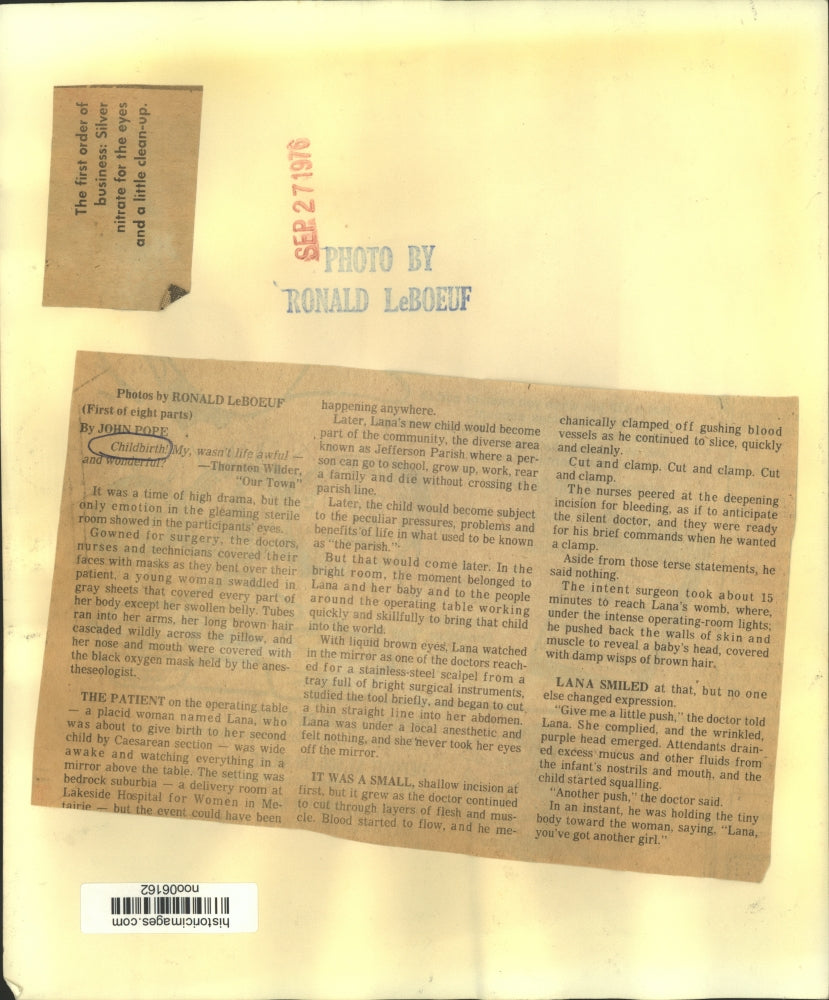 The first order of
business: Silver
nitrate for the eyes
and a little clean-up.
SEP 27 1976
PHOTO BY
RONALD LeBOEUF
Photos by RONALD LeBOEUF
(First of eight parts)
By JOHN POPE
Childbirth! My, wasn't life awful —
and wonderful?
—Thornton Wilder,
"Our Town"
It was a time of high drama, but the
only emotion in the gleaming sterile
room showed in the participants' eyes.
Gowned for surgery, the doctors,
nurses and technicians covered their
faces with masks as they bent over their
patient, a young woman swaddled in
gray sheets that covered every part of
her body except her swollen belly. Tubes
ran into her arms, her long brown hair
cascaded wildly across the pillow, and
her nose and mouth were covered with
the black oxygen mask held by the anes-
theseologist.
THE PATIENT on the operating table
— a placid woman named Lana, who
was about to give birth to her second
child by Caesarean section — was wide
awake and watching everything in a
mirror above the table. The setting was
bedrock suburbia — a delivery room at
Lakeside Hospital for Women in Me-
tairie — but the event could have been
happening anywhere.
Later, Lana's new child would become
part of the community, the diverse area
known as Jefferson Parish where a per-
son can go to school, grow up, work, rear
a family and die without crossing the
parish line.
Later, the child would become subject
to the peculiar pressures, problems and
benefits of life in what used to be known
as "the parish."
But that would come later. In the
bright room, the moment belonged to
Lana and her baby and to the people
around the operating table working
quickly and skillfully to bring that child
into the world.
With liquid brown eyes, Lana watched
in the mirror as one of the doctors reach-
ed for a stainless-steel scalpel from a
tray full of bright surgical instruments,
studied the tool briefly, and began to cut
a thin straight line into her abdomen.
Lana was under a local anesthetic and
felt nothing, and she never took her eyes
off the mirror.
IT WAS A SMALL, shallow incision at
first, but it grew as the doctor continued
to cut through layers of flesh and mus-
cle. Blood started to flow, and he me-
chanically clamped off gushing blood
vessels as he continued to slice, quickly
and cleanly.
Cut and clamp. Cut and clamp. Cut
and clamp.
The nurses peered at the deepening
incision for bleeding, as if to anticipate
the silent doctor, and they were ready
for his brief commands when he wanted
a clamp.
Aside from those terse statements, he
said nothing.
The intent surgeon took about 15
minutes to reach Lana's womb, where,
under the intense operating-room lights,
he pushed back the walls of skin and
muscle to reveal a baby's head, covered
with damp wisps of brown hair.
LANA SMILED at that, but no one
else changed expression.
"Give me a little push," the doctor told
Lana. She complied, and the wrinkled,
purple head emerged. Attendants drain-
ed excess mucus and other fluids from
the infant's nostrils and mouth, and the
child started squalling.
"Another push," the doctor said.
In an instant, he was holding the tiny
body toward the woman, saying, "Lana,
you've got another girl."
historicimages.com
noo06162